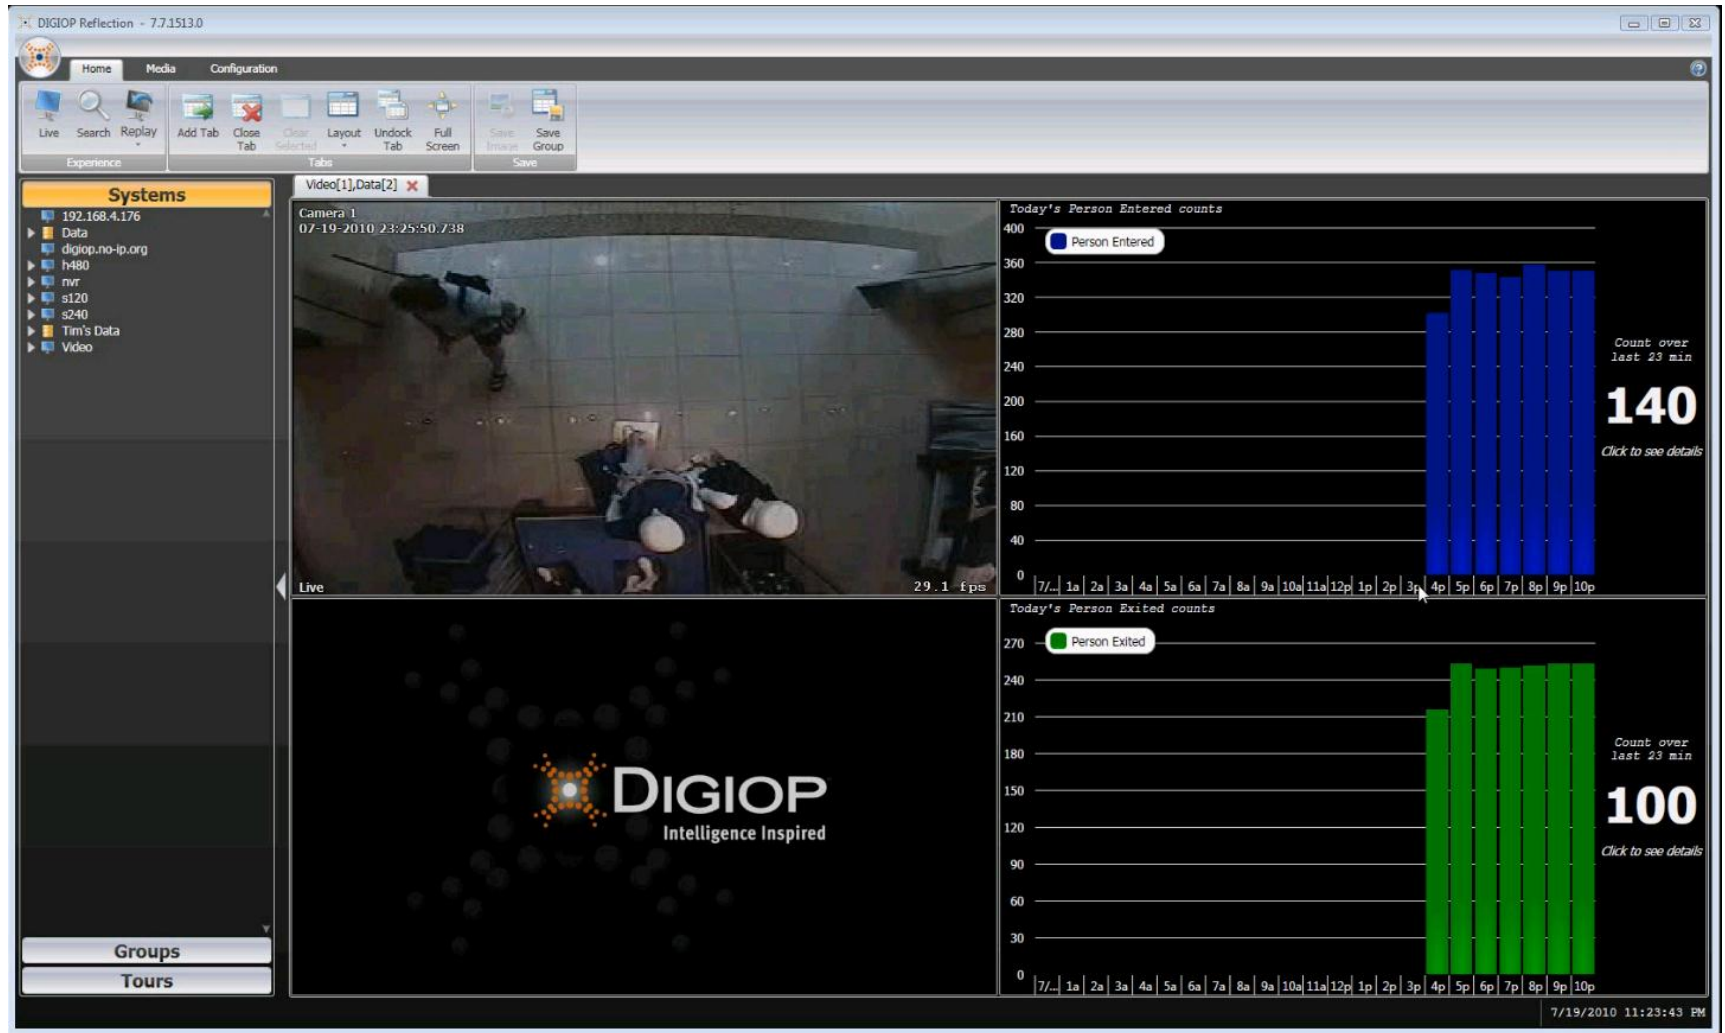 DIGIOP Reflection - 7.7.1513.0
Home Media Configuration
Live Search Replay Add Tab Close Tab Clear Selected Layout Undock Tab Full Screen Save Image Save Group
Experience Tabs Save
Systems
192.168.4.176
Data
digiop.no-ip.org
h480
nvr
s120
s240
Tim's Data
Video
Groups
Tours
Video[1],Data[2]
Camera 1
07-19-2010 23:25:50.738
Live 29.1 fps
DIGIOP
Intelligence Inspired
Today's Person Entered counts
Person Entered
400
360
320
280
240
200
160
120
80
40
0
7/... 1a 2a 3a 4a 5a 6a 7a 8a 9a 10a 11a 12p 1p 2p 3p 4p 5p 6p 7p 8p 9p 10p
Count over
last 23 min
140
Click to see details
Today's Person Exited counts
Person Exited
270
240
210
180
150
120
90
60
30
0
7/... 1a 2a 3a 4a 5a 6a 7a 8a 9a 10a 11a 12p 1p 2p 3p 4p 5p 6p 7p 8p 9p 10p
Count over
last 23 min
100
Click to see details
7/19/2010 11:23:43 PM